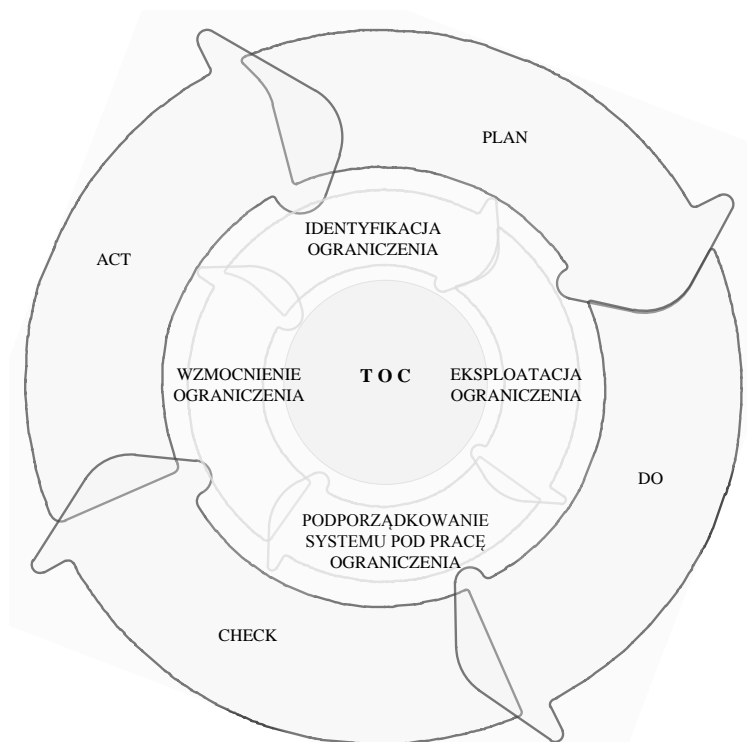 PLAN
IDENTYFIKACJA
OGRANICZENIA
ACT
WZMOCNIENIE
OGRANICZENIA
T O C
EKSPLOATACJA
OGRANICZENIA
DO
PODPORZĄDKOWANIE
SYSTEMU POD PRACĘ
OGRANICZENIA
CHECK